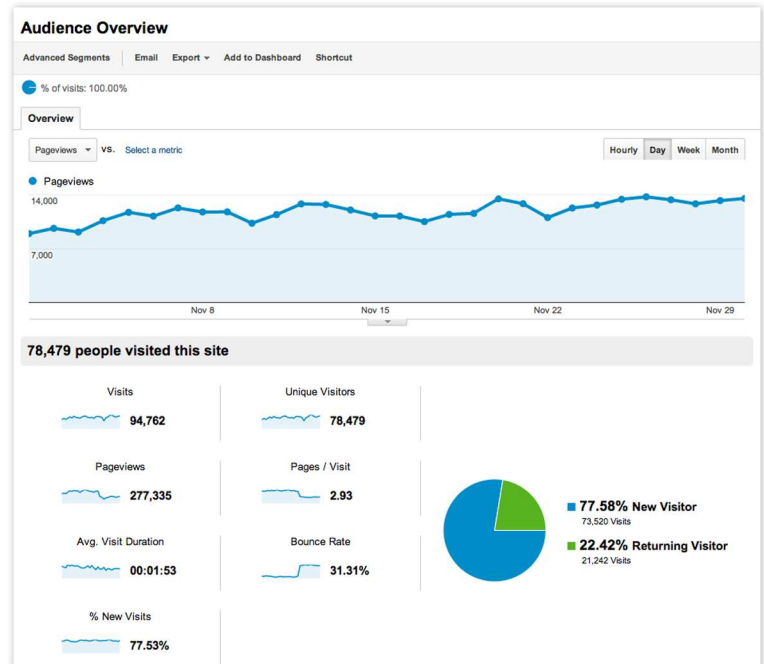 Audience Overview
Advanced Segments Email Export Add to Dashboard Shortcut
% of visits: 100.00%
Overview
Pageviews VS. Select a metric Hourly Day Week Month
Pageviews
14,000
7,000
Nov 8 Nov 15 Nov 22 Nov 29
78,479 people visited this site
Visits Unique Visitors
94,762 78,479
Pageviews Pages / Visit
277,335 2.93
77.58% New Visitor
73,520 Visits
22.42% Returning Visitor
21,242 Visits
Avg. Visit Duration Bounce Rate
00:01:53 31.31%
% New Visits
77.53%